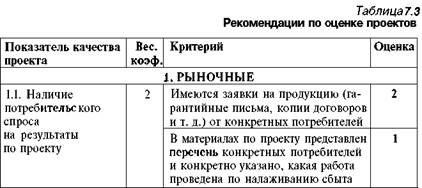 Таблица 7.3
Рекомендации по оценке проектов
Показатель качества проекта
Вес. коэф.
Критерий
Оценка
1. РЫНОЧНЫЕ
1.1. Наличие
потребительского
спроса
на результаты
по проекту
2
Имеются заявки на продукцию (га-
рантийные письма, копии договоров
и т. д.) от конкретных потребителей
2
В материалах по проекту представлен
перечень конкретных потребителей
и конкретно указано, какая работа
проведена по налаживанию сбыта
1